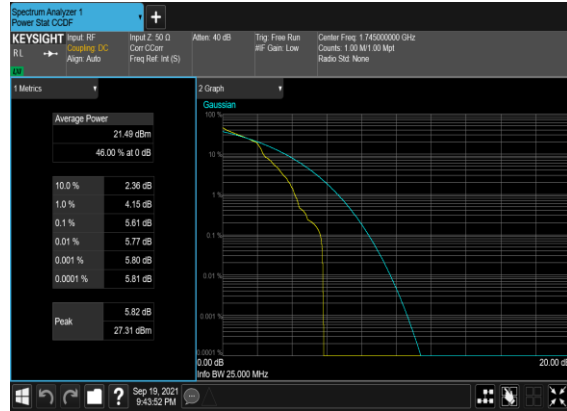 Spectrum Analyzer 1
Power Stat CCDF
KEYSIGHT
RL
Input: RF
Coupling: DC
Align: Auto
Input Z: 50 Ω
Corr CCorr
Freq Ref: Int (S)
Atten: 40 dB
Trig: Free Run
#IF Gain: Low
Center Freq: 1.745000000 GHz
Counts: 1.00 M/1.00 Mpt
Radio Std: None
1 Metrics
Average Power
21.49 dBm
46.00 % at 0 dB
10.0 % 2.36 dB
1.0 % 4.15 dB
0.1 % 5.61 dB
0.01 % 5.77 dB
0.001 % 5.80 dB
0.0001 % 5.81 dB
Peak
5.82 dB
27.31 dBm
2 Graph
Gaussian
100 %
10 %
1 %
0.1 %
0.01 %
0.001 %
0.0001 %
0.00 dB
20.00 dB
Info BW 25.000 MHz
Sep 19, 2021
9:43:52 PM